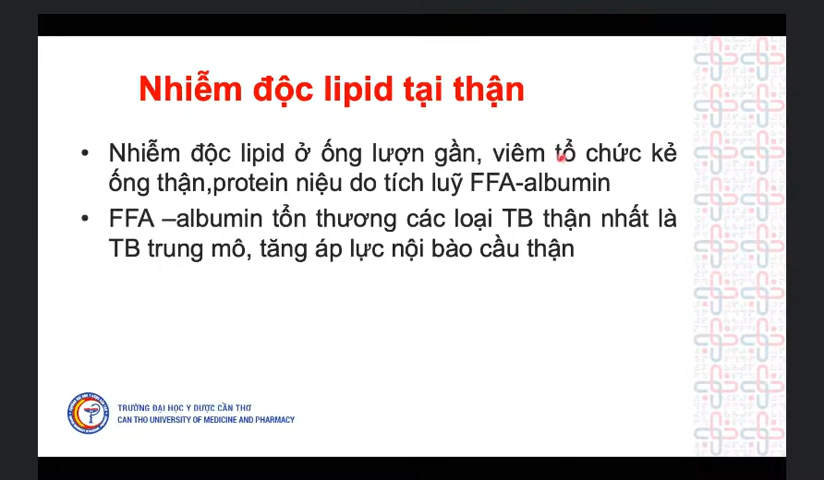 Nhiễm độc lipid tại thận
• Nhiễm độc lipid ở ống lượn gần, viêm tổ chức kẻ
ống thận,protein niệu do tích luỹ FFA-albumin
• FFA –albumin tổn thương các loại TB thận nhất là
TB trung mô, tăng áp lực nội bào cầu thận
TRƯỜNG ĐẠI HỌC Y DƯỢC CẦN THƠ
CAN THO UNIVERSITY OF MEDICINE AND PHARMACY